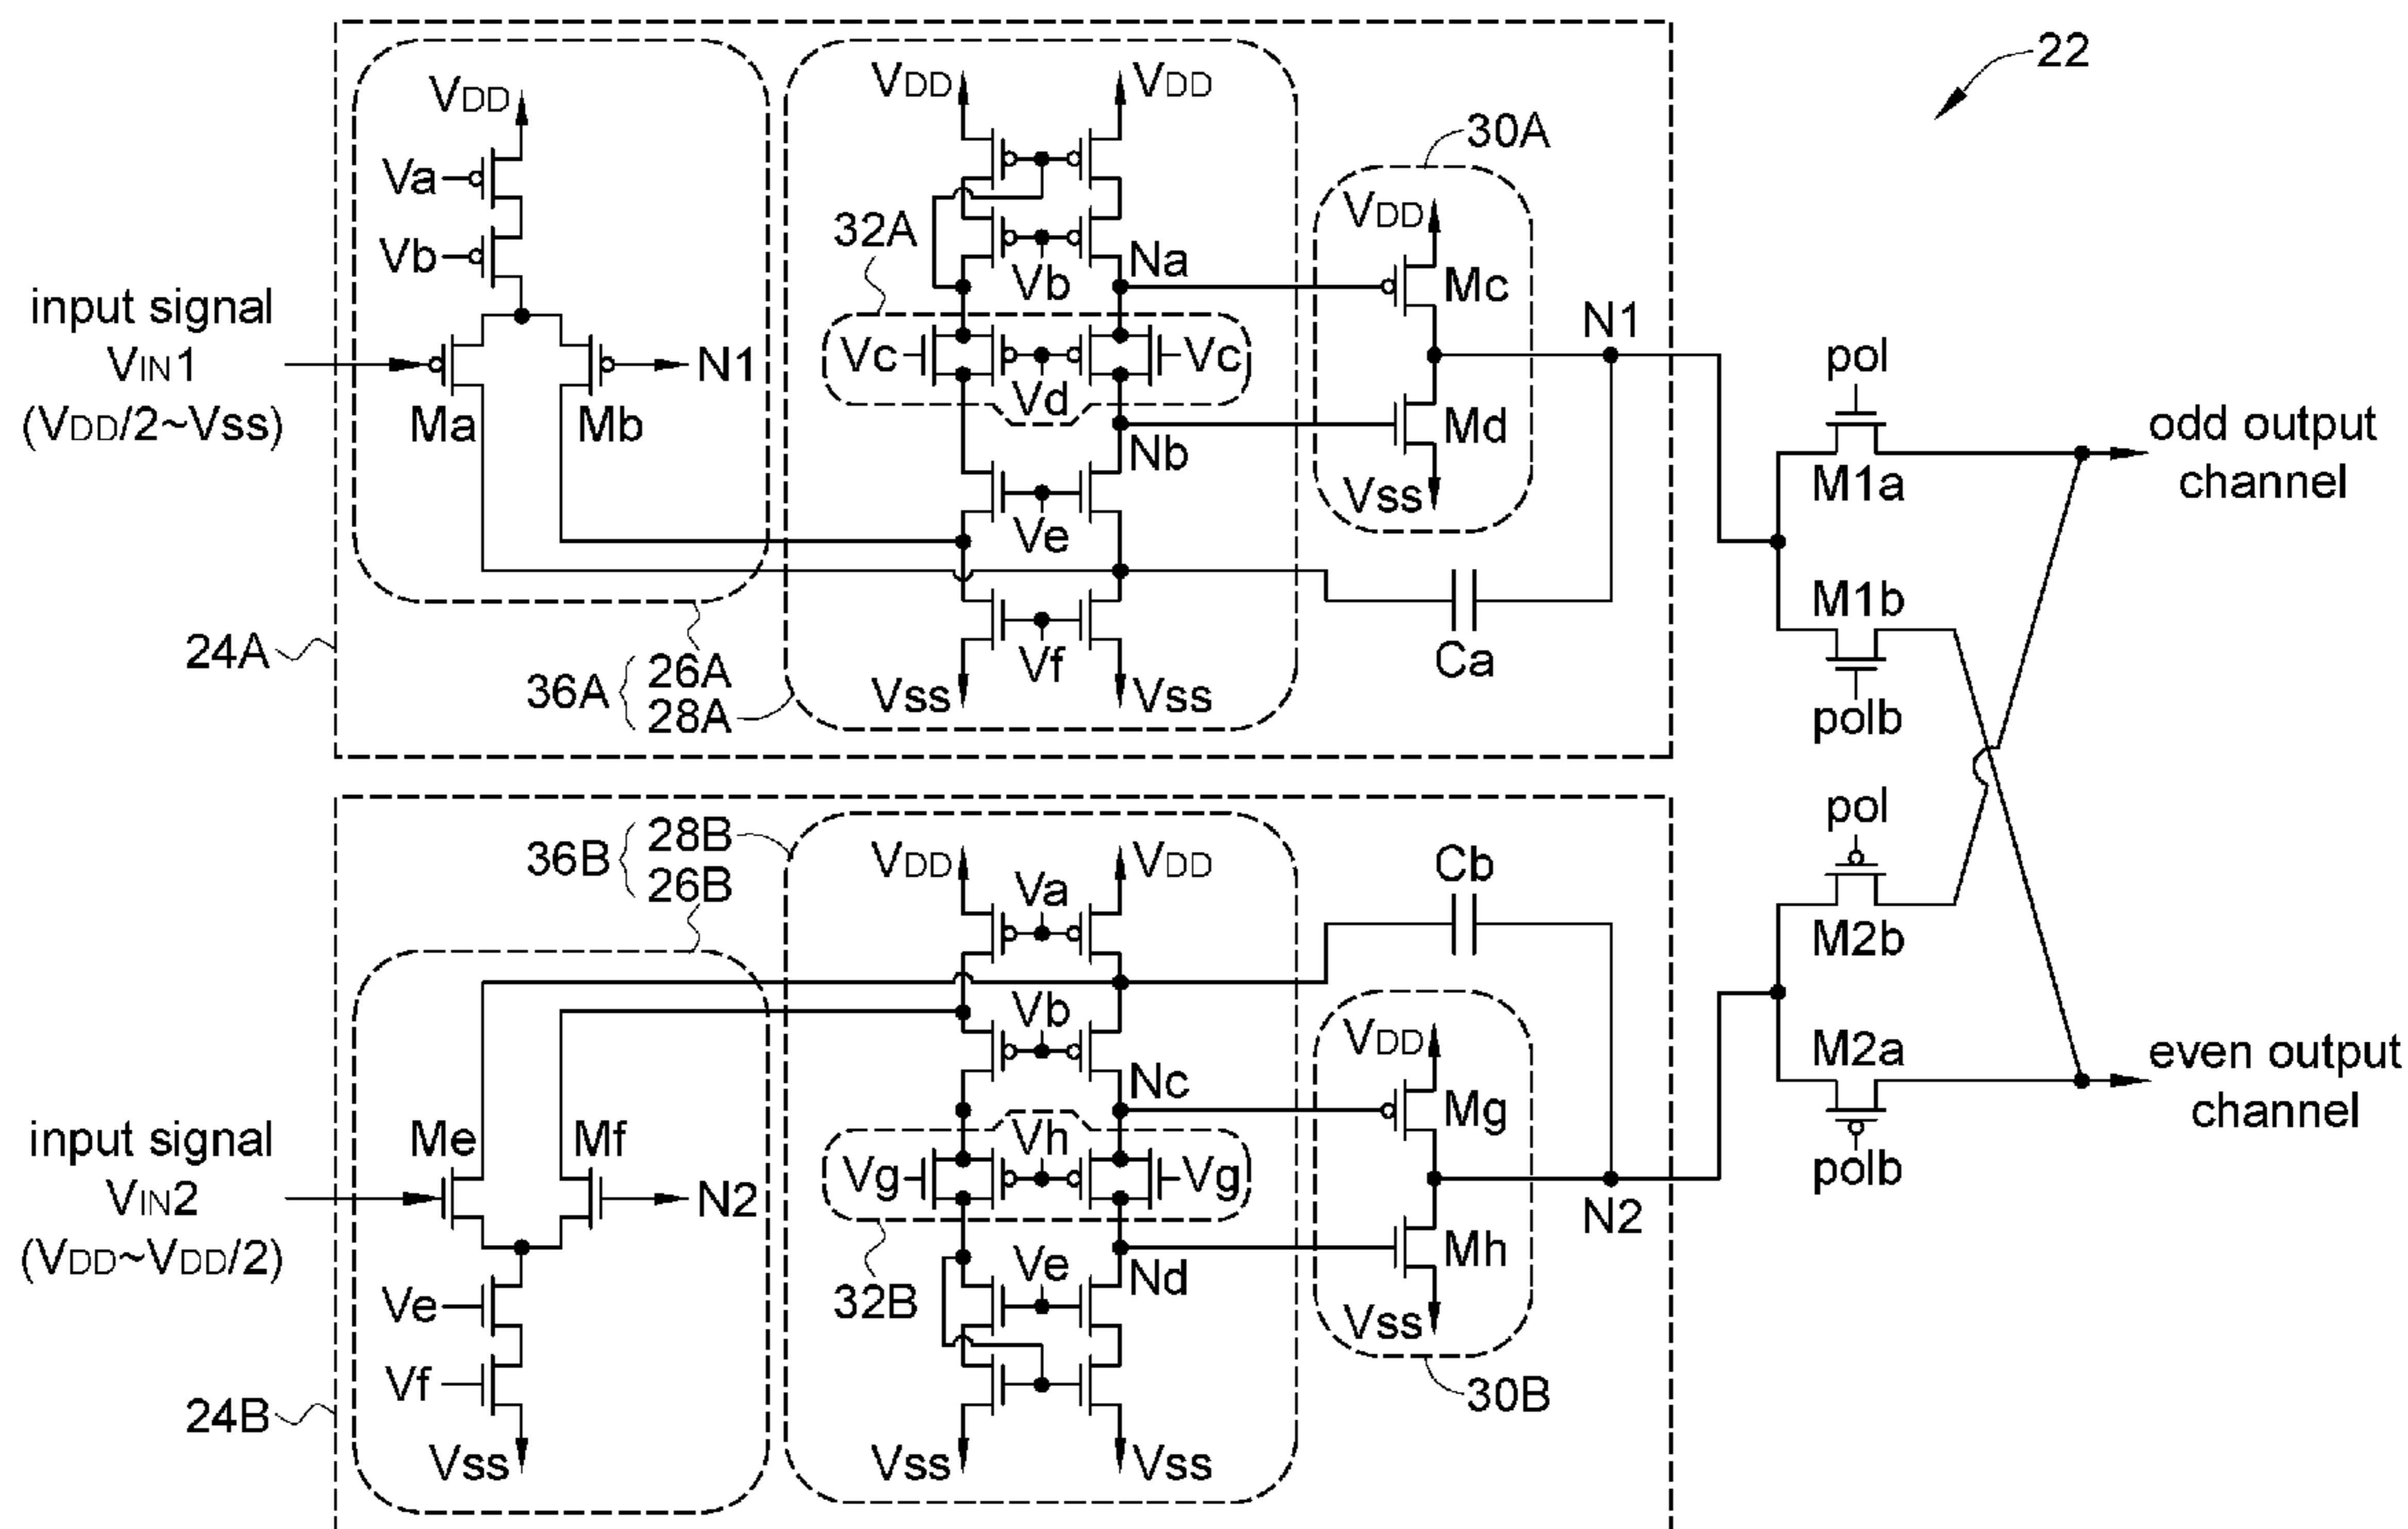 22
VDD
VDD
VDD
30A
Va
32A
VDD
Vb
Na
Vb
Mc
N1
input signal
VIN1
(VDD/2~Vss)
Vc
Vc
N1
Vd
Ma
Mb
Md
Nb
Vss
Ve
pol
M1a
odd output
channel
M1b
polb
24A
36A
26A
28A
Vf
Vss
Vss
Ca
36B
28B
26B
VDD
VDD
Va
Cb
pol
M2b
Vb
VDD
M2a
even output
channel
polb
Nc
Mg
input signal
VIN2
(VDD~VDD/2)
Me
Mf
N2
Vh
Vg
Vg
N2
Mh
Ve
Nd
32B
Ve
Vss
Vf
30B
24B
Vss
Vss
Vss